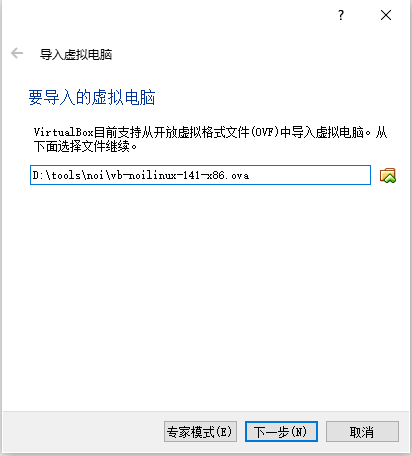 ?
导入虚拟电脑
要导入的虚拟电脑
VirtualBox目前支持从开放虚拟格式文件(OVF)中导入虚拟电脑。从
下面选择文件继续。
D:\tools\noi\vb-noilinux-141-x86.ova
专家模式(E) 下一步(N) 取消